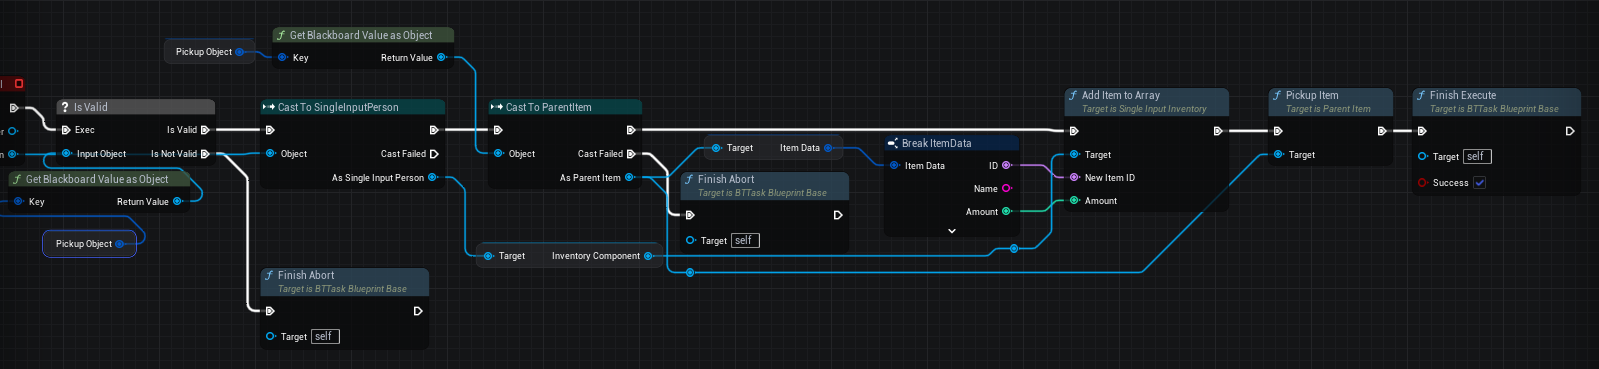 Get Blackboard Value as Object
Pickup Object
Key
Return Value
Is Valid
Exec
Is Valid
Input Object
Is Not Valid
Get Blackboard Value as Object
Key
Return Value
Pickup Object
Cast To SingleInputPerson
Object
Cast Failed
As Single Input Person
Cast To ParentItem
Object
Cast Failed
As Parent Item
Target
Item Data
Finish Abort
Target is BTTask Blueprint Base
Target
self
Break ItemData
Item Data
ID
Name
Amount
Target
Inventory Component
Finish Abort
Target is BTTask Blueprint Base
Target
self
Add Item to Array
Target is Single Input Inventory
Target
New Item ID
Amount
Pickup Item
Target is Parent Item
Target
Finish Execute
Target is BTTask Blueprint Base
Target
self
Success